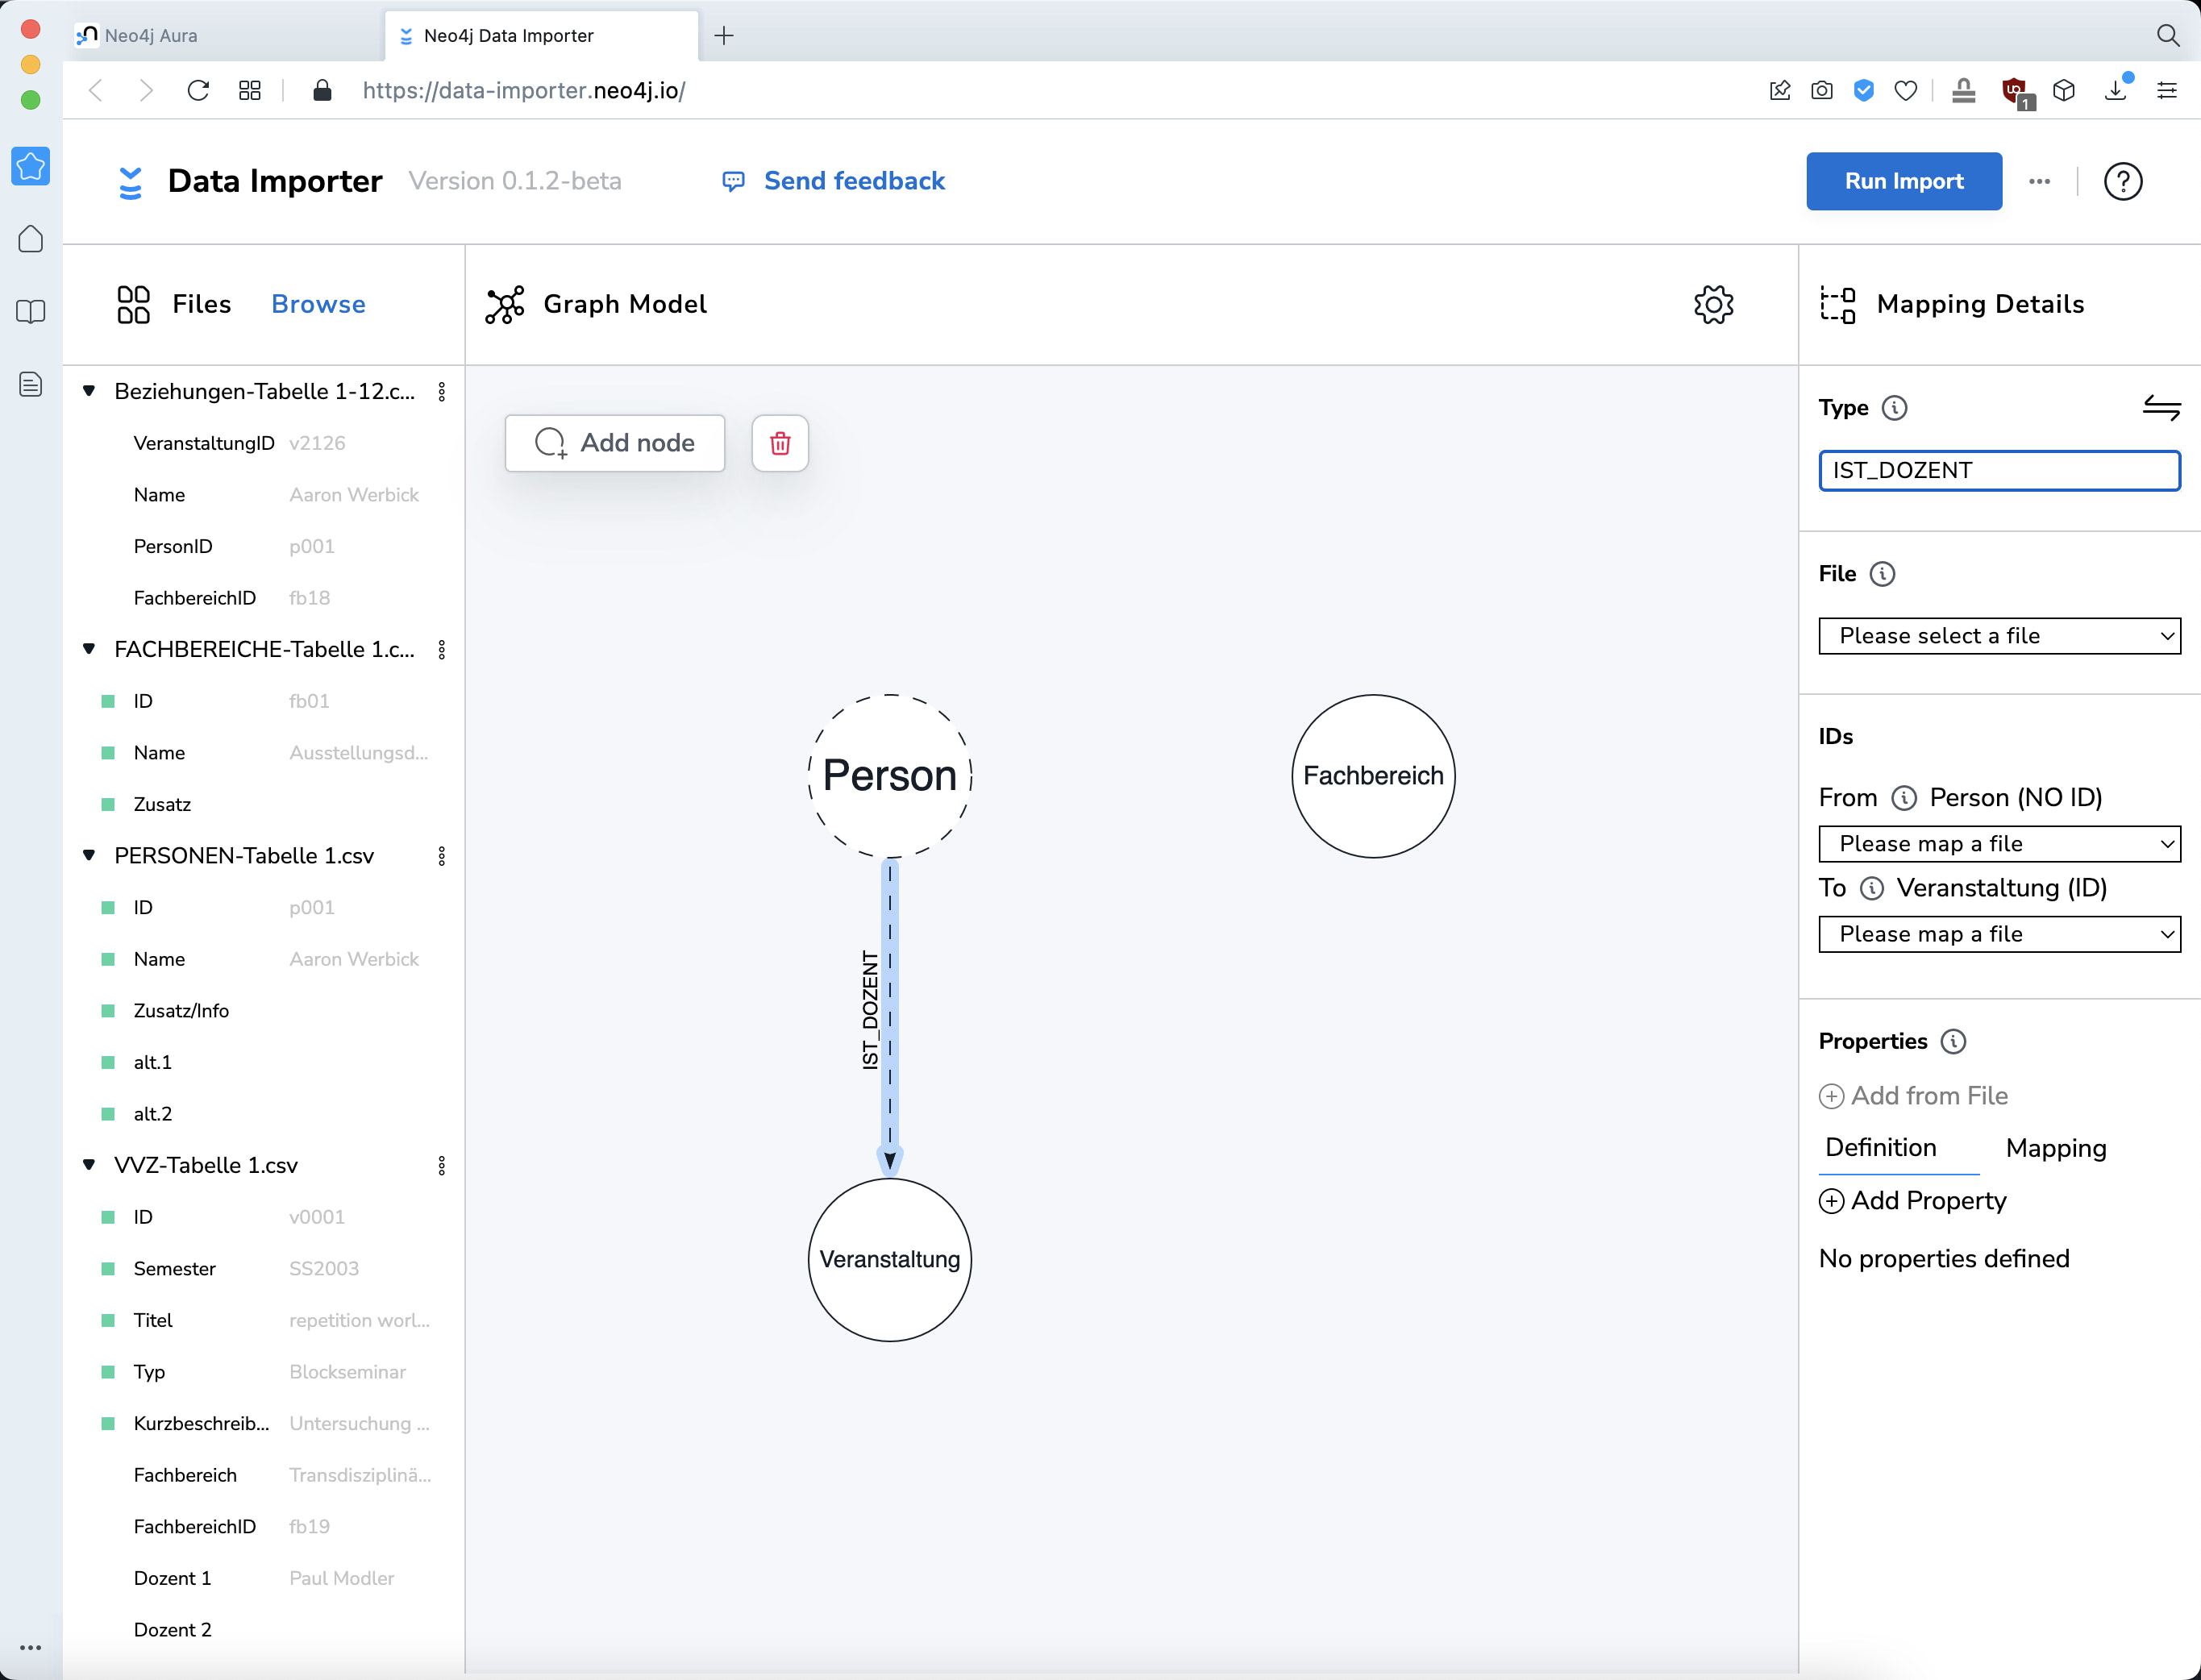 Neo4j Aura
Neo4j Data Importer
https://data-importer.neo4j.io/
1
Data Importer
Version 0.1.2-beta
Send feedback
Run Import
Files
Browse
Graph Model
Mapping Details
Beziehungen-Tabelle 1-12.c...
VeranstaltungID v2126
Name Aaron Werbick
PersonID p001
FachbereichID fb18
FACHBEREICHE-Tabelle 1.c...
ID fb01
Name Ausstellungsd...
Zusatz
PERSONEN-Tabelle 1.csv
ID p001
Name Aaron Werbick
Zusatz/Info
alt.1
alt.2
VVZ-Tabelle 1.csv
ID v0001
Semester SS2003
Titel repetition worl...
Typ Blockseminar
Kurzbeschreib... Untersuchung ...
Fachbereich Transdisziplinä...
FachbereichID fb19
Dozent 1 Paul Modler
Dozent 2
Add node
Person
Fachbereich
IST_DOZENT
Veranstaltung
Type
IST_DOZENT
File
Please select a file
IDs
From Person (NO ID)
Please map a file
To Veranstaltung (ID)
Please map a file
Properties
Add from File
Definition Mapping
Add Property
No properties defined